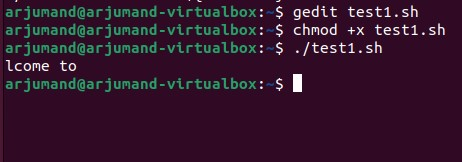 arjumand@arjumand-virtualbox:~$ gedit test1.sh
arjumand@arjumand-virtualbox:~$ chmod +x test1.sh
arjumand@arjumand-virtualbox:~$ ./test1.sh
lcome to
arjumand@arjumand-virtualbox:~$